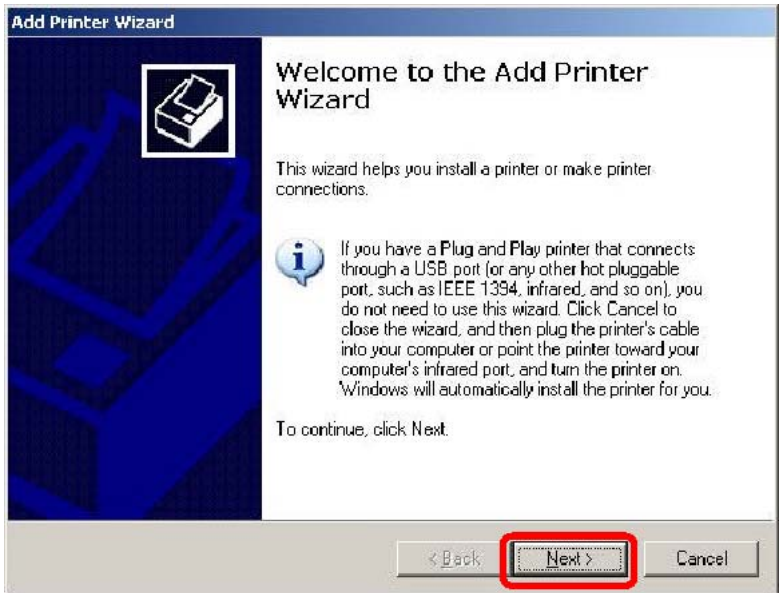 Add Printer Wizard
Welcome to the Add Printer
Wizard
This wizard helps you install a printer or make printer
connections.
If you have a Plug and Play printer that connects
through a USB port (or any other hot pluggable
port, such as IEEE 1394, infrared, and so on), you
do not need to use this wizard. Click Cancel to
close the wizard, and then plug the printer's cable
into your computer or point the printer toward your
computer's infrared port, and turn the printer on.
Windows will automatically install the printer for you.
To continue, click Next.
< Back Next > Cancel